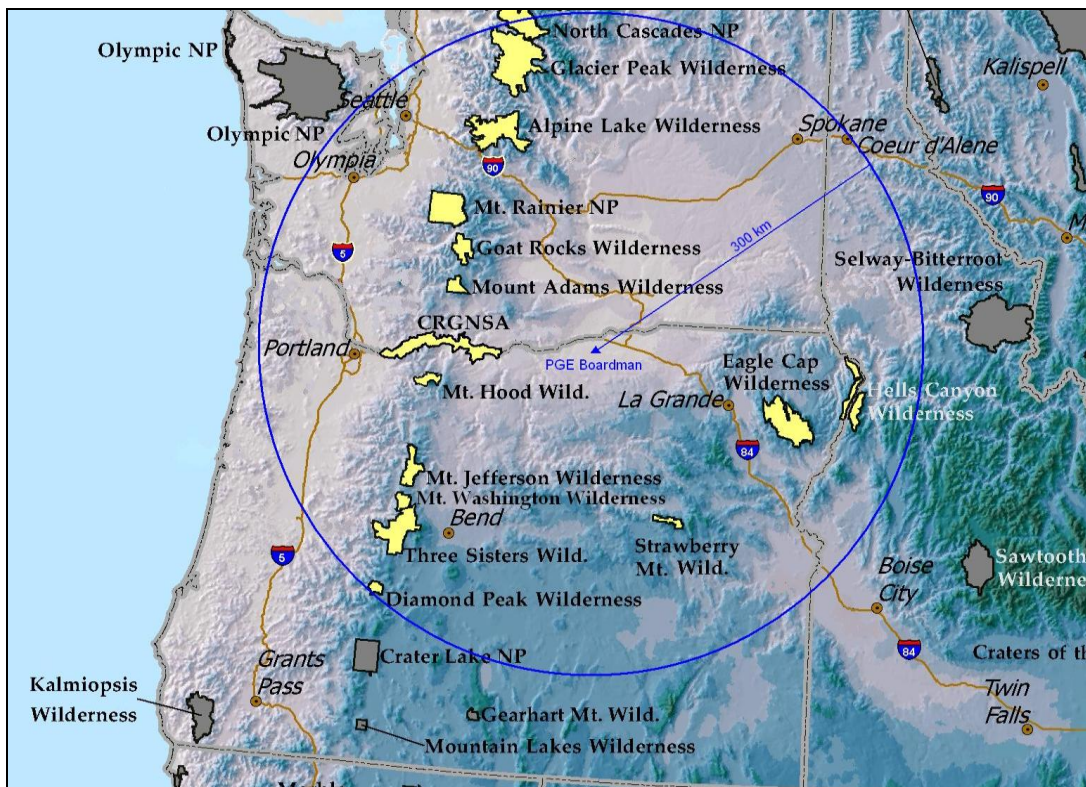 North Cascades NP
Olympic NP
Glacier Peak Wilderness
Kalispell
Seattle
Alpine Lake Wilderness
Spokane
Olympic NP
Coeur d'Alene
Olympia
90
90
Mt. Rainier NP
300 km
5
Goat Rocks Wilderness
Selway-Bitterroot
Wilderness
Mount Adams Wilderness
CRGNSA
Portland
PGE Boardman
Eagle Cap
Wilderness
Mt. Hood Wild.
La Grande
Hells Canyon
Wilderness
84
Mt. Jefferson Wilderness
Mt. Washington Wilderness
Bend
Strawberry
Mt. Wild.
Three Sisters Wild.
5
Sawtooth
Wilderne
Boise
City
Diamond Peak Wilderness
84
Crater Lake NP
Craters of th
Grants
Pass
Kalmiopsis
Wilderness
Twin
Falls
Gearhart Mt. Wild.
Mountain Lakes Wilderness